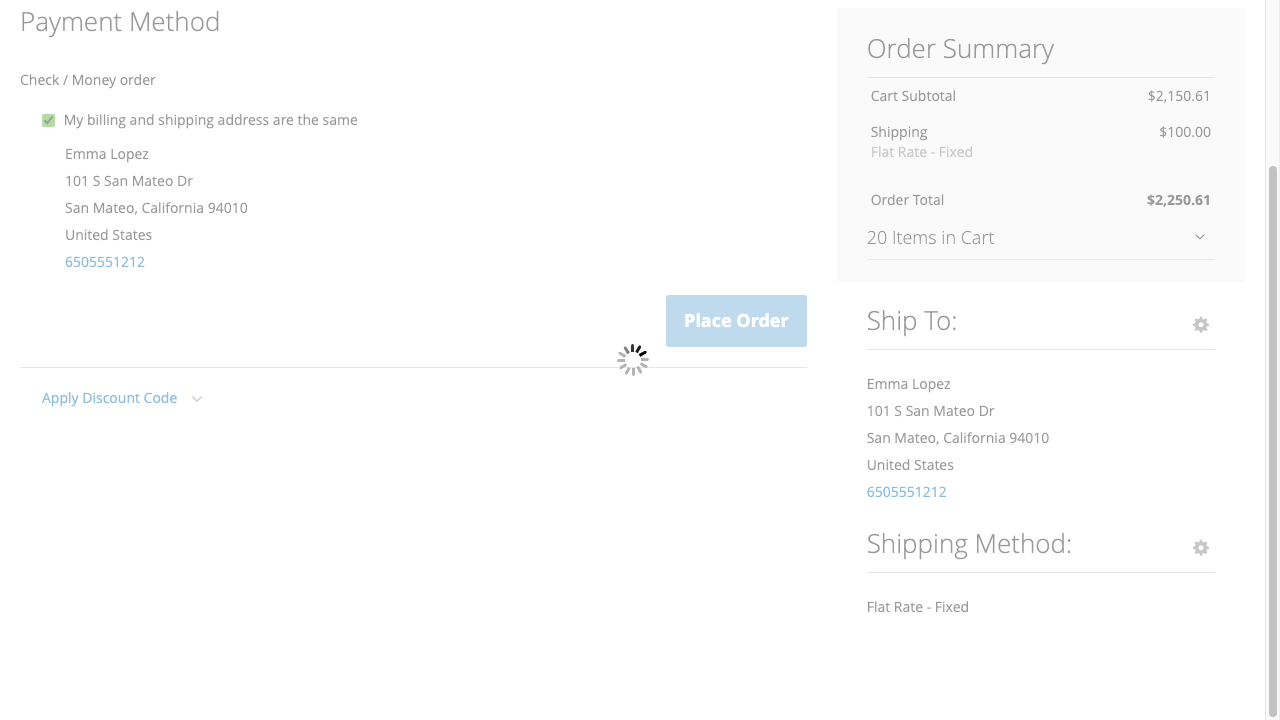 Payment Method
Check / Money order
My billing and shipping address are the same
Emma Lopez
101 S San Mateo Dr
San Mateo, California 94010
United States
6505551212
Place Order
Apply Discount Code
Order Summary
Cart Subtotal $2,150.61
Shipping $100.00
Flat Rate - Fixed
Order Total $2,250.61
20 Items in Cart
Ship To:
Emma Lopez
101 S San Mateo Dr
San Mateo, California 94010
United States
6505551212
Shipping Method:
Flat Rate - Fixed